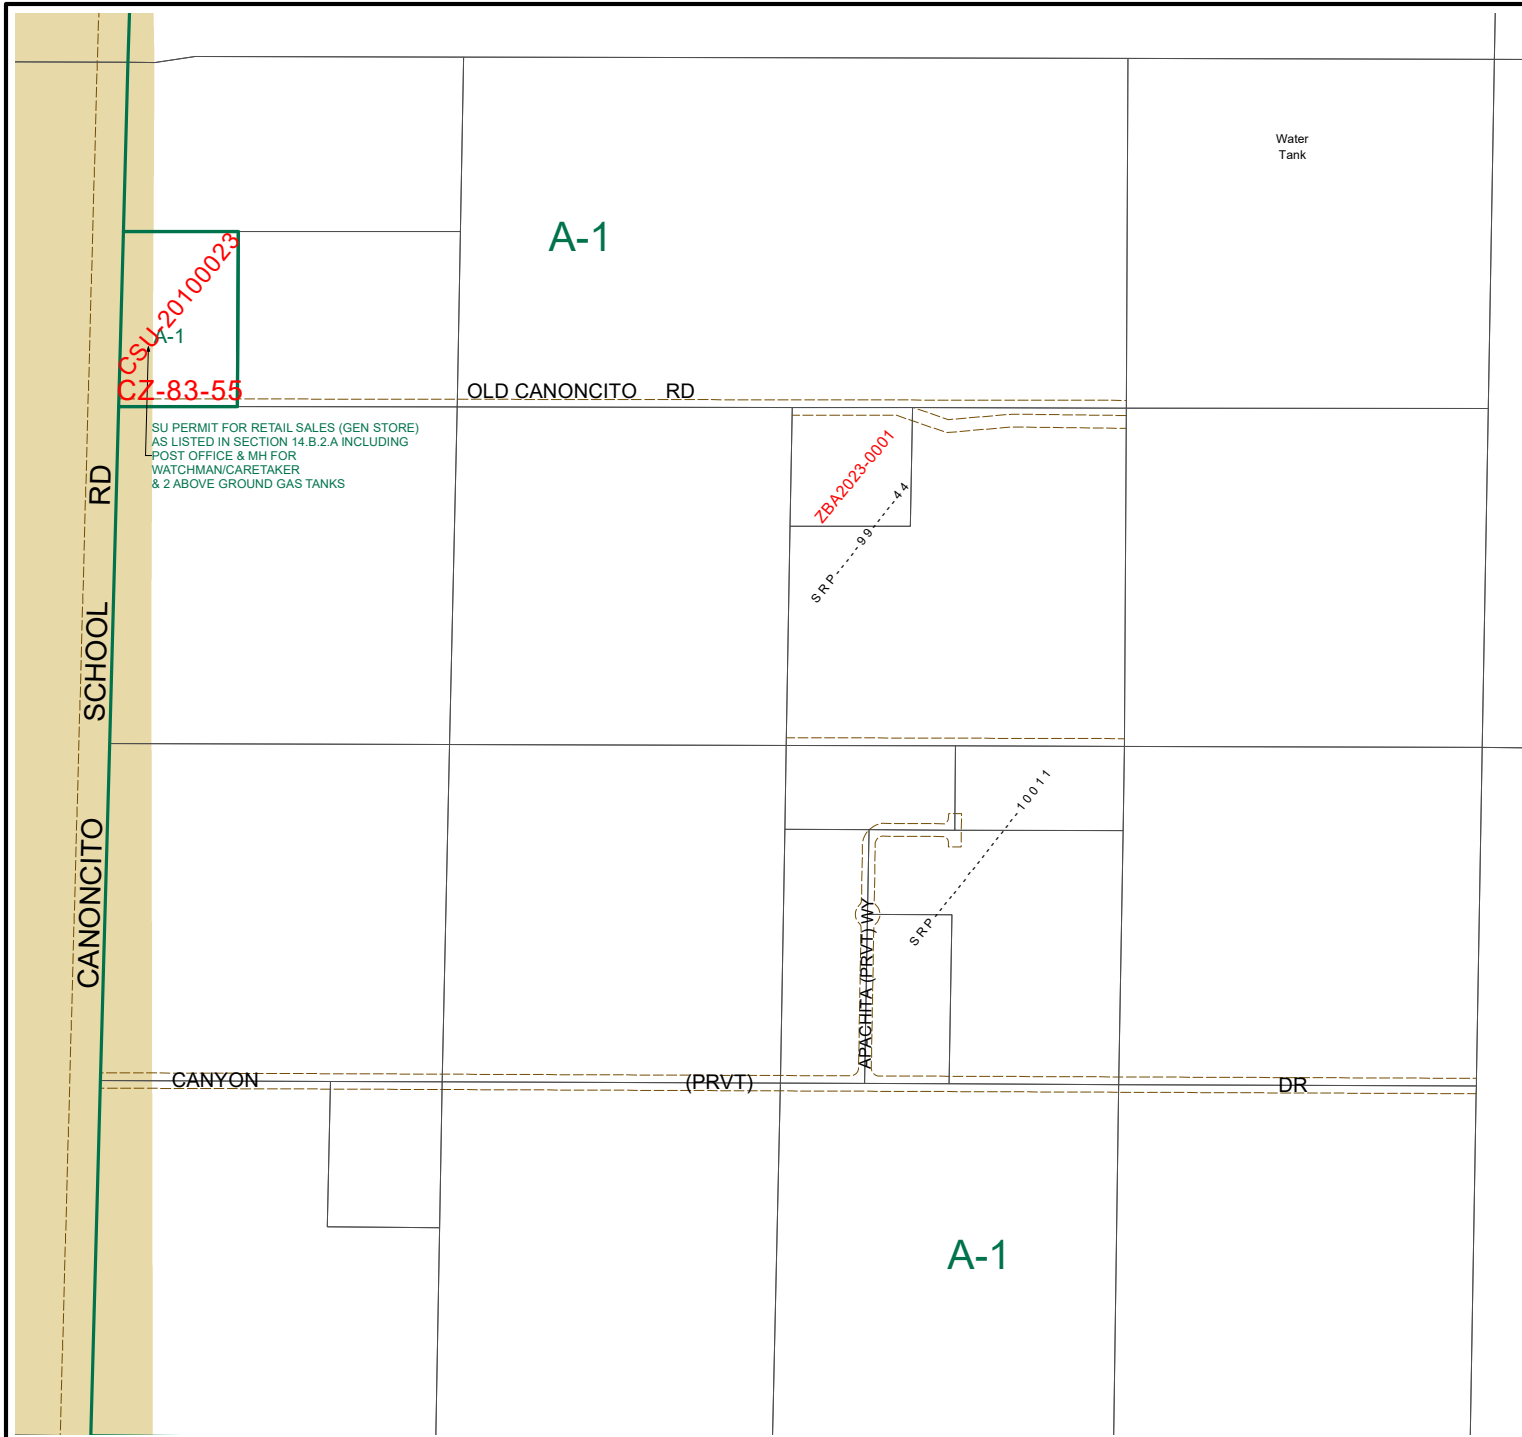 Water
Tank
A-1
CSU-20100023
A-1
CZ-83-55
OLD CANONCITO RD
SU PERMIT FOR RETAIL SALES (GEN STORE)
AS LISTED IN SECTION 14.B.2.A INCLUDING
POST OFFICE & MH FOR
WATCHMAN/CARETAKER
& 2 ABOVE GROUND GAS TANKS
ZBA2023-0001
SRP-99-44
CANONCITO SCHOOL RD
SRP-10011
APACHITA (PRVT) WY
CANYON (PRVT) DR
A-1